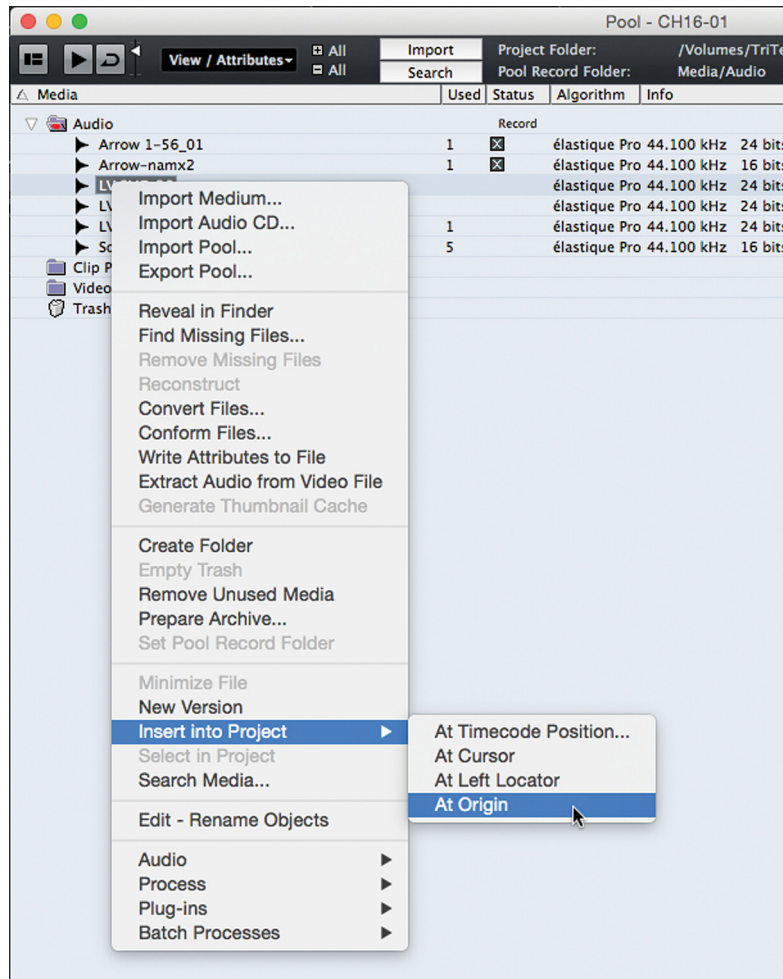 Pool - CH16-01
View / Attributes
All
All
Import
Search
Project Folder: /Volumes/TriTe
Pool Record Folder: Media/Audio
Media Used Status Algorithm Info
Audio Record
Arrow 1-56_01 1 élastique Pro 44.100 kHz 24 bits
Arrow-namx2 1 élastique Pro 44.100 kHz 16 bits
élastique Pro 44.100 kHz 24 bits
élastique Pro 44.100 kHz 24 bits
1 élastique Pro 44.100 kHz 24 bits
5 élastique Pro 44.100 kHz 16 bits
Clip P
Video
Trash
Import Medium...
Import Audio CD...
Import Pool...
Export Pool...
Reveal in Finder
Find Missing Files...
Remove Missing Files
Reconstruct
Convert Files...
Conform Files...
Write Attributes to File
Extract Audio from Video File
Generate Thumbnail Cache
Create Folder
Empty Trash
Remove Unused Media
Prepare Archive...
Set Pool Record Folder
Minimize File
New Version
Insert into Project
Select in Project
Search Media...
Edit - Rename Objects
Audio
Process
Plug-ins
Batch Processes
At Timecode Position...
At Cursor
At Left Locator
At Origin